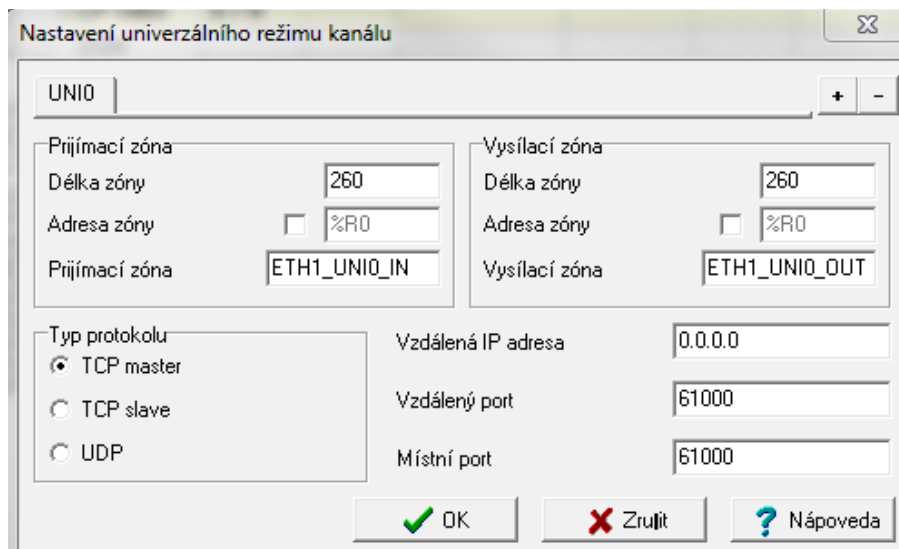 Nastavení univerzálního režimu kanálu
UNI0
+ -
Prijímací zóna
Délka zóny 260
Adresa zóny %R0
Prijímací zóna ETH1_UNI0_IN
Vysílací zóna
Délka zóny 260
Adresa zóny %R0
Vysílací zóna ETH1_UNI0_OUT
Typ protokolu
TCP master
TCP slave
UDP
Vzdálená IP adresa 0.0.0.0
Vzdálený port 61000
Místní port 61000
OK Zrulit ? Nápoveda